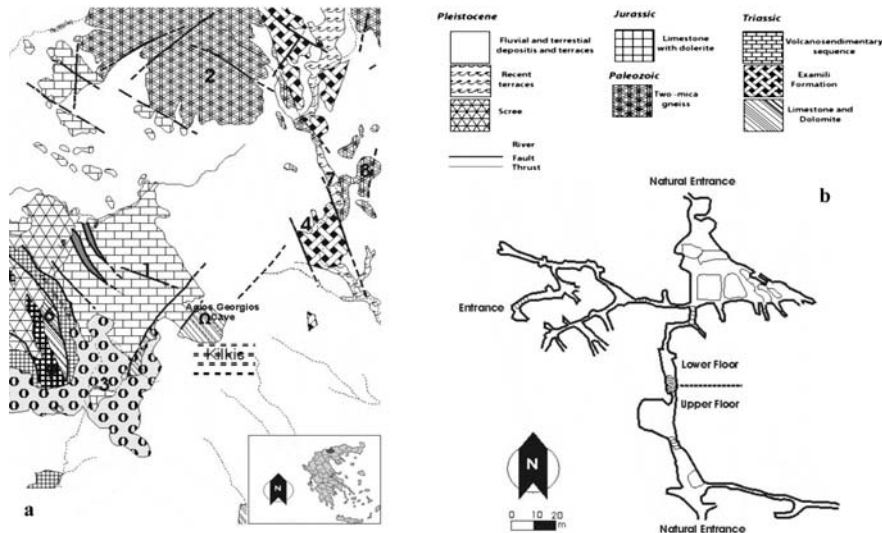 2
7
8
4
1
Agios Georgios
Cave
Ω
Kilkis
6
3
N
a
Pleistocene
Fluvial and terrestial
depositis and terraces
Recent
terraces
Scree
River
Fault
Thrust
Jurassic
Limestone
with dolerite
Paleozoic
Two-mica
gneiss
Triassic
Volcanosendimentary
sequence
Examili
Formation
Limestone and
Dolomite
b
Natural Entrance
Entrance
Lower Floor
Upper Floor
N
0 10 20
m
Natural Entrance